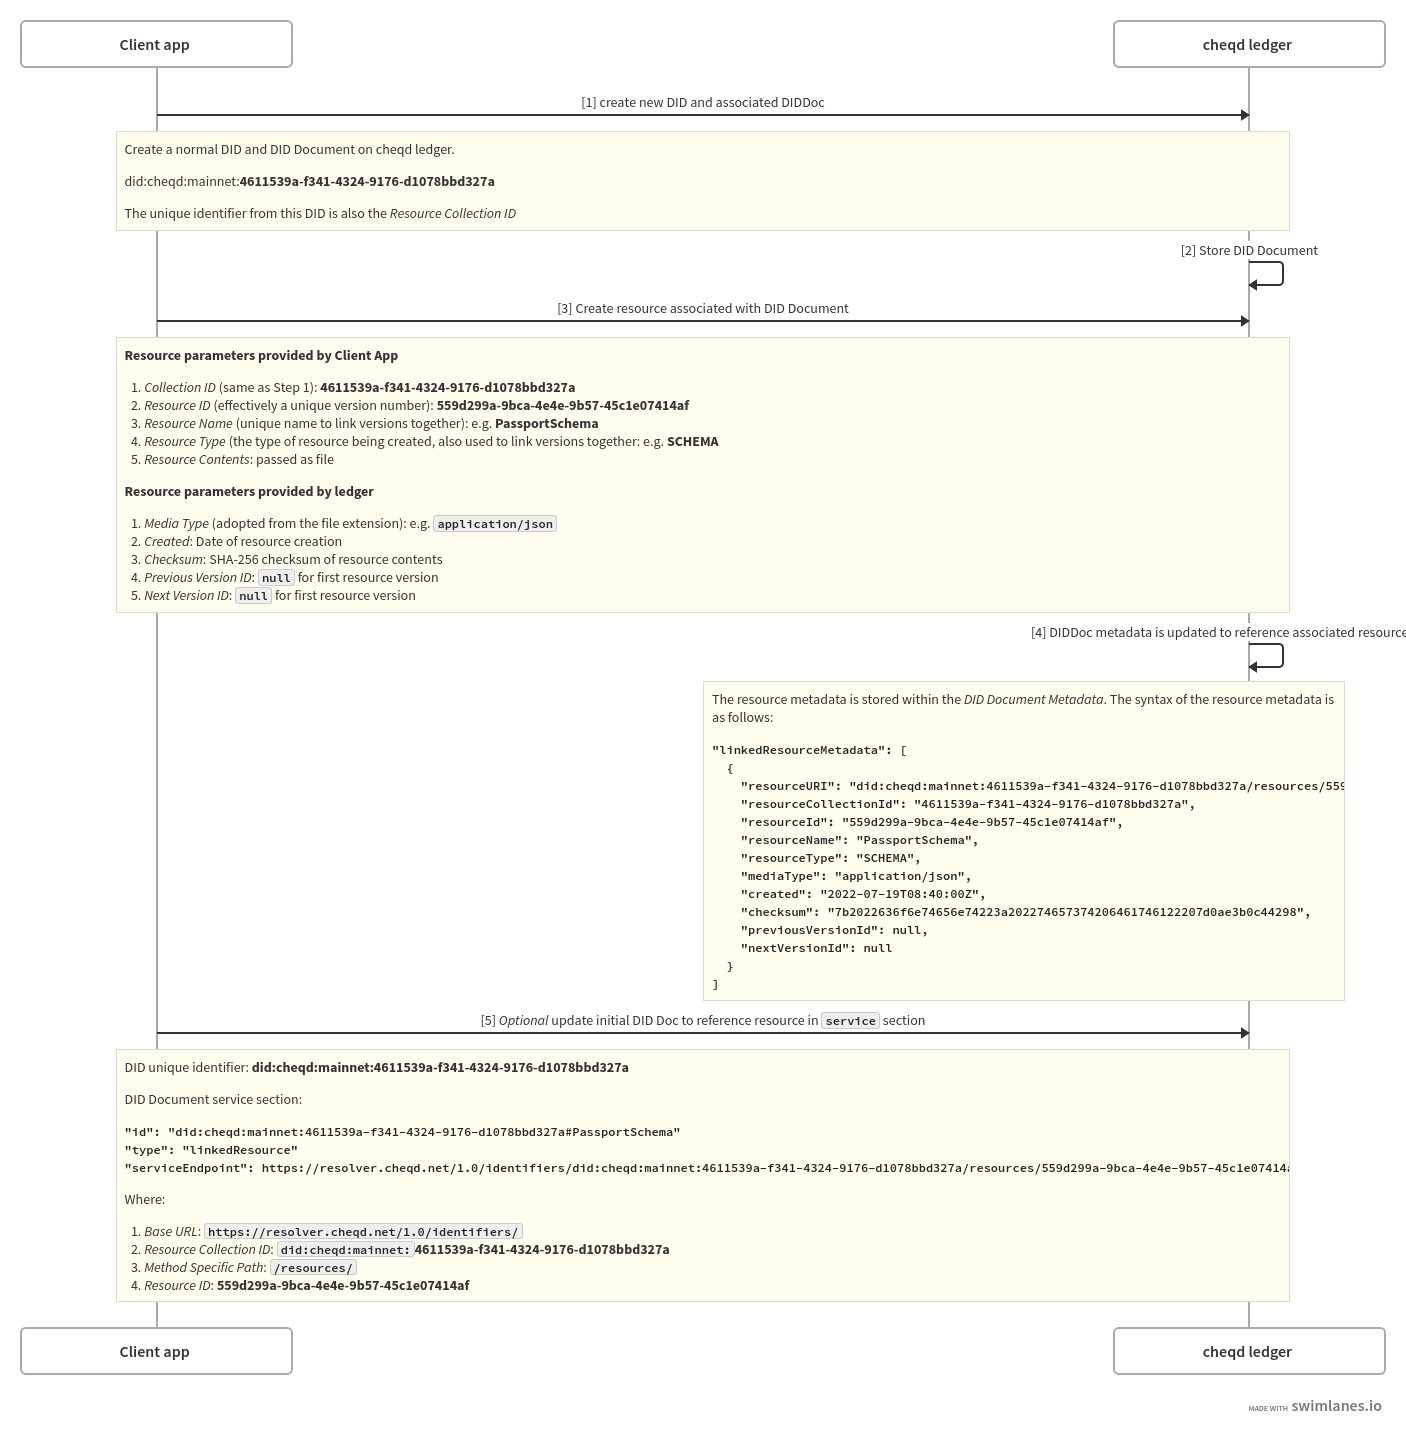 Client app
cheqd ledger
[1] create new DID and associated DIDDoc
Create a normal DID and DID Document on cheqd ledger.
did:cheqd:mainnet:4611539a-f341-4324-9176-d1078bbd327a
The unique identifier from this DID is also the Resource Collection ID
[2] Store DID Document
[3] Create resource associated with DID Document
Resource parameters provided by Client App
1. Collection ID (same as Step 1): 4611539a-f341-4324-9176-d1078bbd327a
2. Resource ID (effectively a unique version number): 559d299a-9bca-4e4e-9b57-45c1e07414af
3. Resource Name (unique name to link versions together): e.g. PassportSchema
4. Resource Type (the type of resource being created, also used to link versions together: e.g. SCHEMA
5. Resource Contents: passed as file
Resource parameters provided by ledger
1. Media Type (adopted from the file extension): e.g. application/json
2. Created: Date of resource creation
3. Checksum: SHA-256 checksum of resource contents
4. Previous Version ID: null for first resource version
5. Next Version ID: null for first resource version
[4] DIDDoc metadata is updated to reference associated resource
The resource metadata is stored within the DID Document Metadata. The syntax of the resource metadata is
as follows:
"linkedResourceMetadata": [
{
"resourceURI": "did:cheqd:mainnet:4611539a-f341-4324-9176-d1078bbd327a/resources/559
"resourceCollectionId": "4611539a-f341-4324-9176-d1078bbd327a",
"resourceId": "559d299a-9bca-4e4e-9b57-45c1e07414af",
"resourceName": "PassportSchema",
"resourceType": "SCHEMA",
"mediaType": "application/json",
"created": "2022-07-19T08:40:00Z",
"checksum": "7b2022636f6e74656e74223a202274657374206461746122207d0ae3b0c44298",
"previousVersionId": null,
"nextVersionId": null
}
]
[5] Optional update initial DID Doc to reference resource in service section
DID unique identifier: did:cheqd:mainnet:4611539a-f341-4324-9176-d1078bbd327a
DID Document service section:
"id": "did:cheqd:mainnet:4611539a-f341-4324-9176-d1078bbd327a#PassportSchema"
"type": "linkedResource"
"serviceEndpoint": https://resolver.cheqd.net/1.0/identifiers/did:cheqd:mainnet:4611539a-f341-4324-9176-d1078bbd327a/resources/559d299a-9bca-4e4e-9b57-45c1e07414a
Where:
1. Base URL: https://resolver.cheqd.net/1.0/identifiers/
2. Resource Collection ID: did:cheqd:mainnet:4611539a-f341-4324-9176-d1078bbd327a
3. Method Specific Path: /resources/
4. Resource ID: 559d299a-9bca-4e4e-9b57-45c1e07414af
Client app
cheqd ledger
MADE WITH swimlanes.io